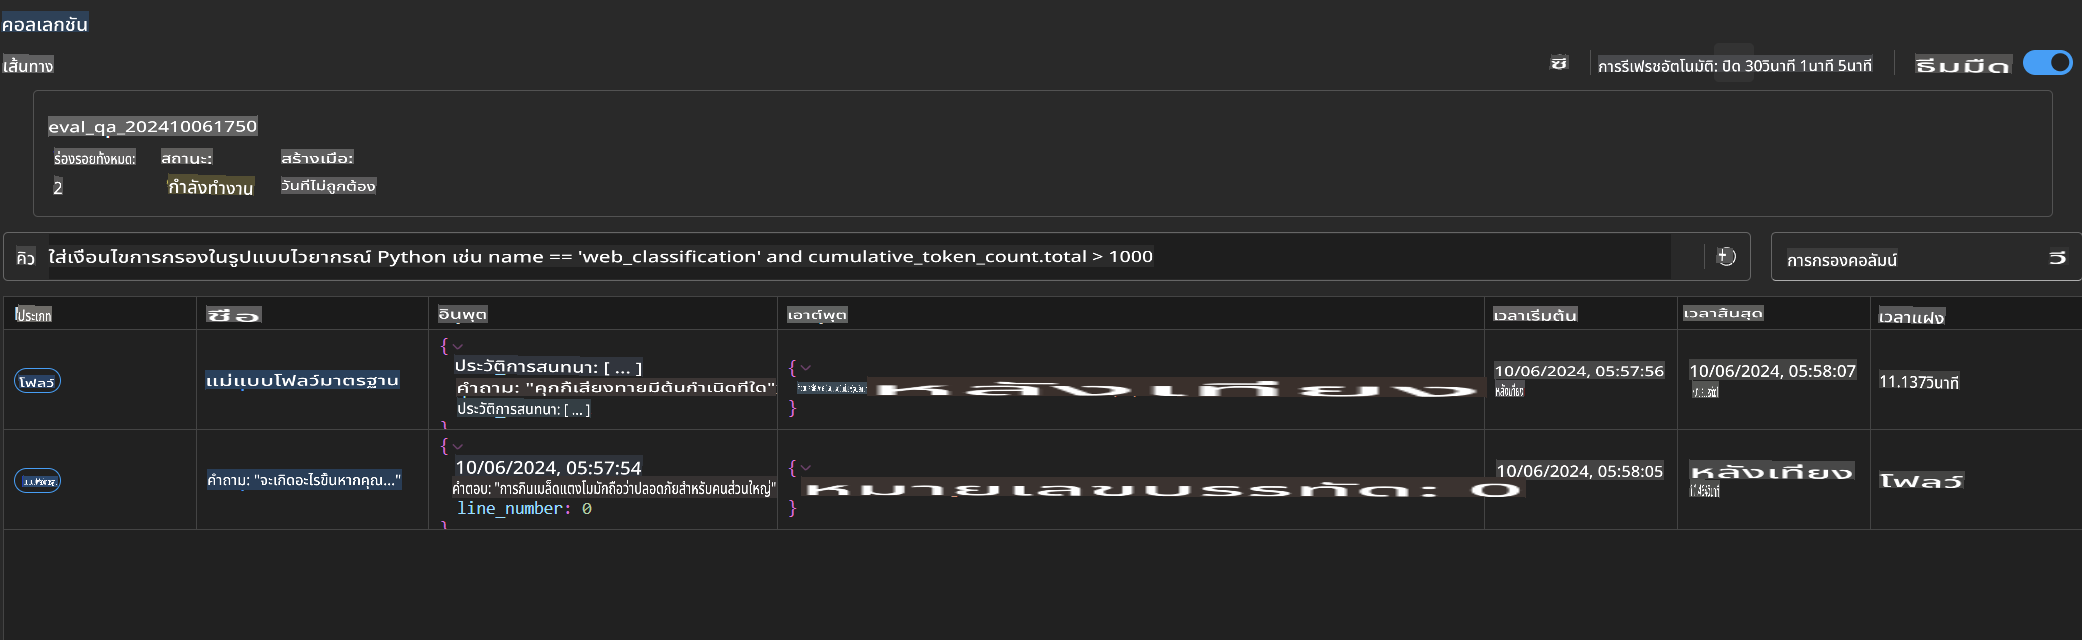 คอลเลกชัน
เส้นทาง
ซี
การรีเฟรชอัตโนมัติ: ปิด 30วินาที 1นาที 5นาที
ธีมมืด
eval_qa_202410061750
ร่องรอยทั้งหมด:
สถานะ:
สร้างเมื่อ:
2
กำลังทำงาน
วันที่ไม่ถูกต้อง
คิว
ใส่เงื่อนไขการกรองในรูปแบบไวยากรณ์ Python เช่น name == 'web_classification' and cumulative_token_count.total > 1000
การกรองคอลัมน์
วี
ประเภท
ชื่อ
อินพุต
เอาต์พุต
เวลาเริ่มต้น
เวลาสิ้นสุด
เวลาแฝง
โฟลว์
แม่แบบโฟลว์มาตรฐาน
{
ประวัติการสนทนา: [ ... ]
คำถาม: "คุกกี้เสี่ยงทายมีต้นกำเนิดที่ใด"
ประวัติการสนทนา: [ ... ]
}
{
หลังเที่ยง
}
10/06/2024, 05:57:56
หลังเที่ยง
10/06/2024, 05:58:07
11.137วินาที
คำถาม: "จะเกิดอะไรขึ้นหากคุณ..."
{
10/06/2024, 05:57:54
คำตอบ: "การกินเมล็ดแตงโมมักถือว่าปลอดภัยสำหรับคนส่วนใหญ่"
line_number: 0
}
{
หมายเลขบรรทัด: 0
}
10/06/2024, 05:58:05
หลังเที่ยง
โฟลว์